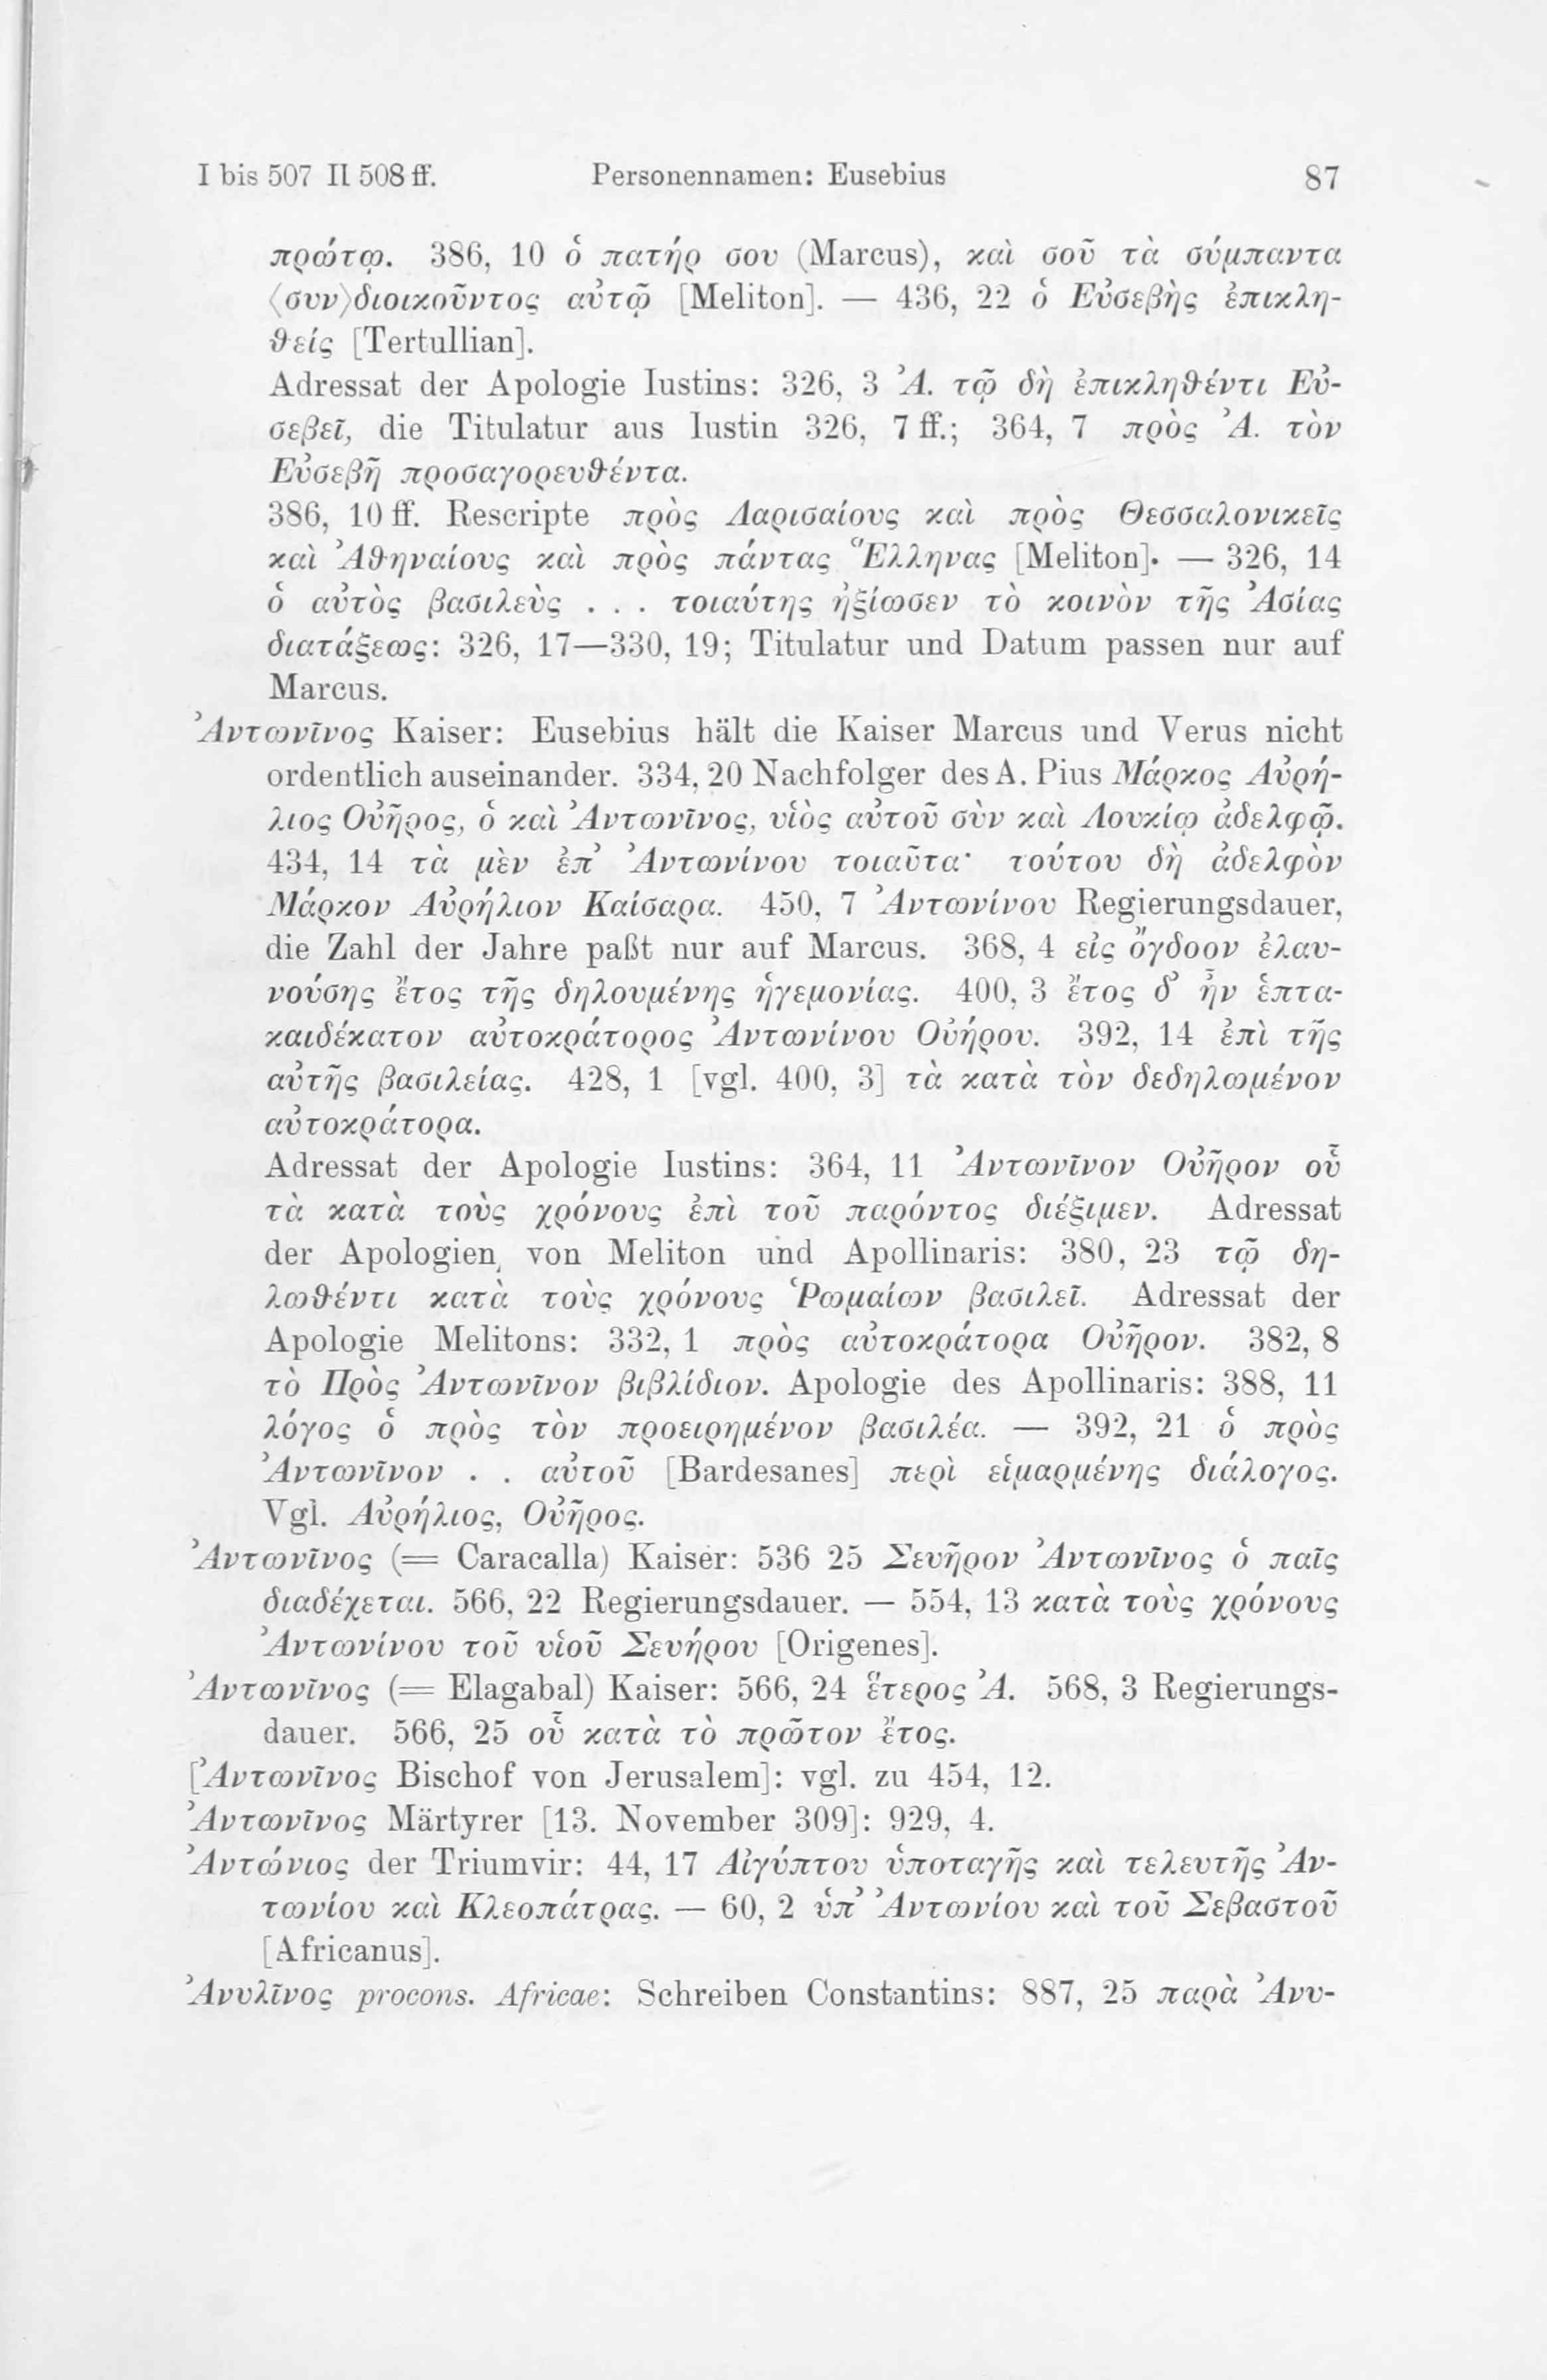 I bis 507 II 508 ff. Personennamen: Eusebius 87
πρώτῳ. 386, 10 ὁ πατήρ σου (Marcus), καὶ σοῦ τὰ σύμπαντα
⟨συν⟩διοικοῦντος αὐτῷ [Meliton]. — 436, 22 ὁ Εὐσεβὴς ἐπικλη-
θείς [Tertullian].
Adressat der Apologie Iustins: 326, 3 Ἀ. τῷ δὴ ἐπικληθέντι Εὐ-
σεβεῖ, die Titulatur aus Iustin 326, 7 ff.; 364, 7 πρὸς Ἀ. τὸν
Εὐσεβῆ προσαγορευθέντα.
386, 10 ff. Rescripte πρὸς Λαρισαίους καὶ πρὸς Θεσσαλονικεῖς
καὶ Ἀθηναίους καὶ πρὸς πάντας Ἕλληνας [Meliton]. — 326, 14
ὁ αὐτὸς βασιλεὺς . . . τοιαύτης ἠξίωσεν τὸ κοινὸν τῆς Ἀσίας
διατάξεως: 326, 17—330, 19; Titulatur und Datum passen nur auf
Marcus.
Ἀντωνῖνος Kaiser: Eusebius hält die Kaiser Marcus und Verus nicht
ordentlich auseinander. 334, 20 Nachfolger des A. Pius Μάρκος Αὐρή-
λιος Οὐῆρος, ὁ καὶ Ἀντωνῖνος, υἱὸς αὐτοῦ σὺν καὶ Λουκίῳ ἀδελφῷ.
434, 14 τὰ μὲν ἐπ᾽ Ἀντωνίνου τοιαῦτα· τούτου δὴ ἀδελφὸν
Μάρκον Αὐρήλιον Καίσαρα. 450, 7 Ἀντωνίνου Regierungsdauer,
die Zahl der Jahre paßt nur auf Marcus. 368, 4 εἰς ὄγδοον ἐλαυ-
νούσης ἔτος τῆς δηλουμένης ἡγεμονίας. 400, 3 ἔτος δ᾽ ἦν ἑπτα-
καιδέκατον αὐτοκράτορος Ἀντωνίνου Οὐήρου. 392, 14 ἐπὶ τῆς
αὐτῆς βασιλείας. 428, 1 [vgl. 400, 3] τὰ κατὰ τὸν δεδηλωμένον
αὐτοκράτορα.
Adressat der Apologie Iustins: 364, 11 Ἀντωνῖνον Οὐῆρον οὗ
τὰ κατὰ τοὺς χρόνους ἐπὶ τοῦ παρόντος διέξιμεν. Adressat
der Apologien von Meliton und Apollinaris: 380, 23 τῷ δη-
λωθέντι κατὰ τοὺς χρόνους Ῥωμαίων βασιλεῖ. Adressat der
Apologie Melitons: 332, 1 πρὸς αὐτοκράτορα Οὐῆρον. 382, 8
τὸ Πρὸς Ἀντωνῖνον βιβλίδιον. Apologie des Apollinaris: 388, 11
λόγος ὁ πρὸς τὸν προειρημένον βασιλέα. — 392, 21 ὁ πρὸς
Ἀντωνῖνον . . αὐτοῦ [Bardesanes] περὶ εἱμαρμένης διάλογος.
Vgl. Αὐρήλιος, Οὐῆρος.
Ἀντωνῖνος (= Caracalla) Kaiser: 536 25 Σευῆρον Ἀντωνῖνος ὁ παῖς
διαδέχεται. 566, 22 Regierungsdauer. — 554, 13 κατὰ τοὺς χρόνους
Ἀντωνίνου τοῦ υἱοῦ Σευήρου [Origenes].
Ἀντωνῖνος (= Elagabal) Kaiser: 566, 24 ἕτερος Ἀ. 568, 3 Regierungs-
dauer. 566, 25 οὗ κατὰ τὸ πρῶτον ἔτος.
[Ἀντωνῖνος Bischof von Jerusalem]: vgl. zu 454, 12.
Ἀντωνῖνος Märtyrer [13. November 309]: 929, 4.
Ἀντώνιος der Triumvir: 44, 17 Αἰγύπτου ὑποταγῆς καὶ τελευτῆς Ἀν-
τωνίου καὶ Κλεοπάτρας. — 60, 2 ὑπ᾽ Ἀντωνίου καὶ τοῦ Σεβαστοῦ
[Africanus].
Ἀνυλῖνος procons. Africae: Schreiben Constantins: 887, 25 παρὰ Ἀνυ-